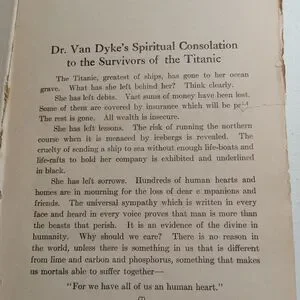 Dr. Van Dyke's Spiritual Consolation
to the Survivors of the Titanic
The Titanic, greatest of ships, has gone to her ocean
grave. What has she left behind her? Think clearly.
She has left debts. Vast sums of money have been lost.
Some of them are covered by insurance which will be paid.
The rest is gone. All wealth is insecure.
She has left lessons. The risk of running the northern
course when it is menaced by icebergs is revealed. The
cruelty of sending a ship to sea without enough life-boats and
life-rafts to hold her company is exhibited and underlined
in black.
She has left sorrows. Hundreds of human hearts and
homes are in mourning for the loss of dear companions and
friends. The universal sympathy which is written in every
face and heard in every voice proves that man is more than
the beasts that perish. It is an evidence of the divine in
humanity. Why should we care? There is no reason in
the world, unless there is something in us that is different
from lime and carbon and phosphorus, something that makes
us mortals able to suffer together—
"For we have all of us an human heart."